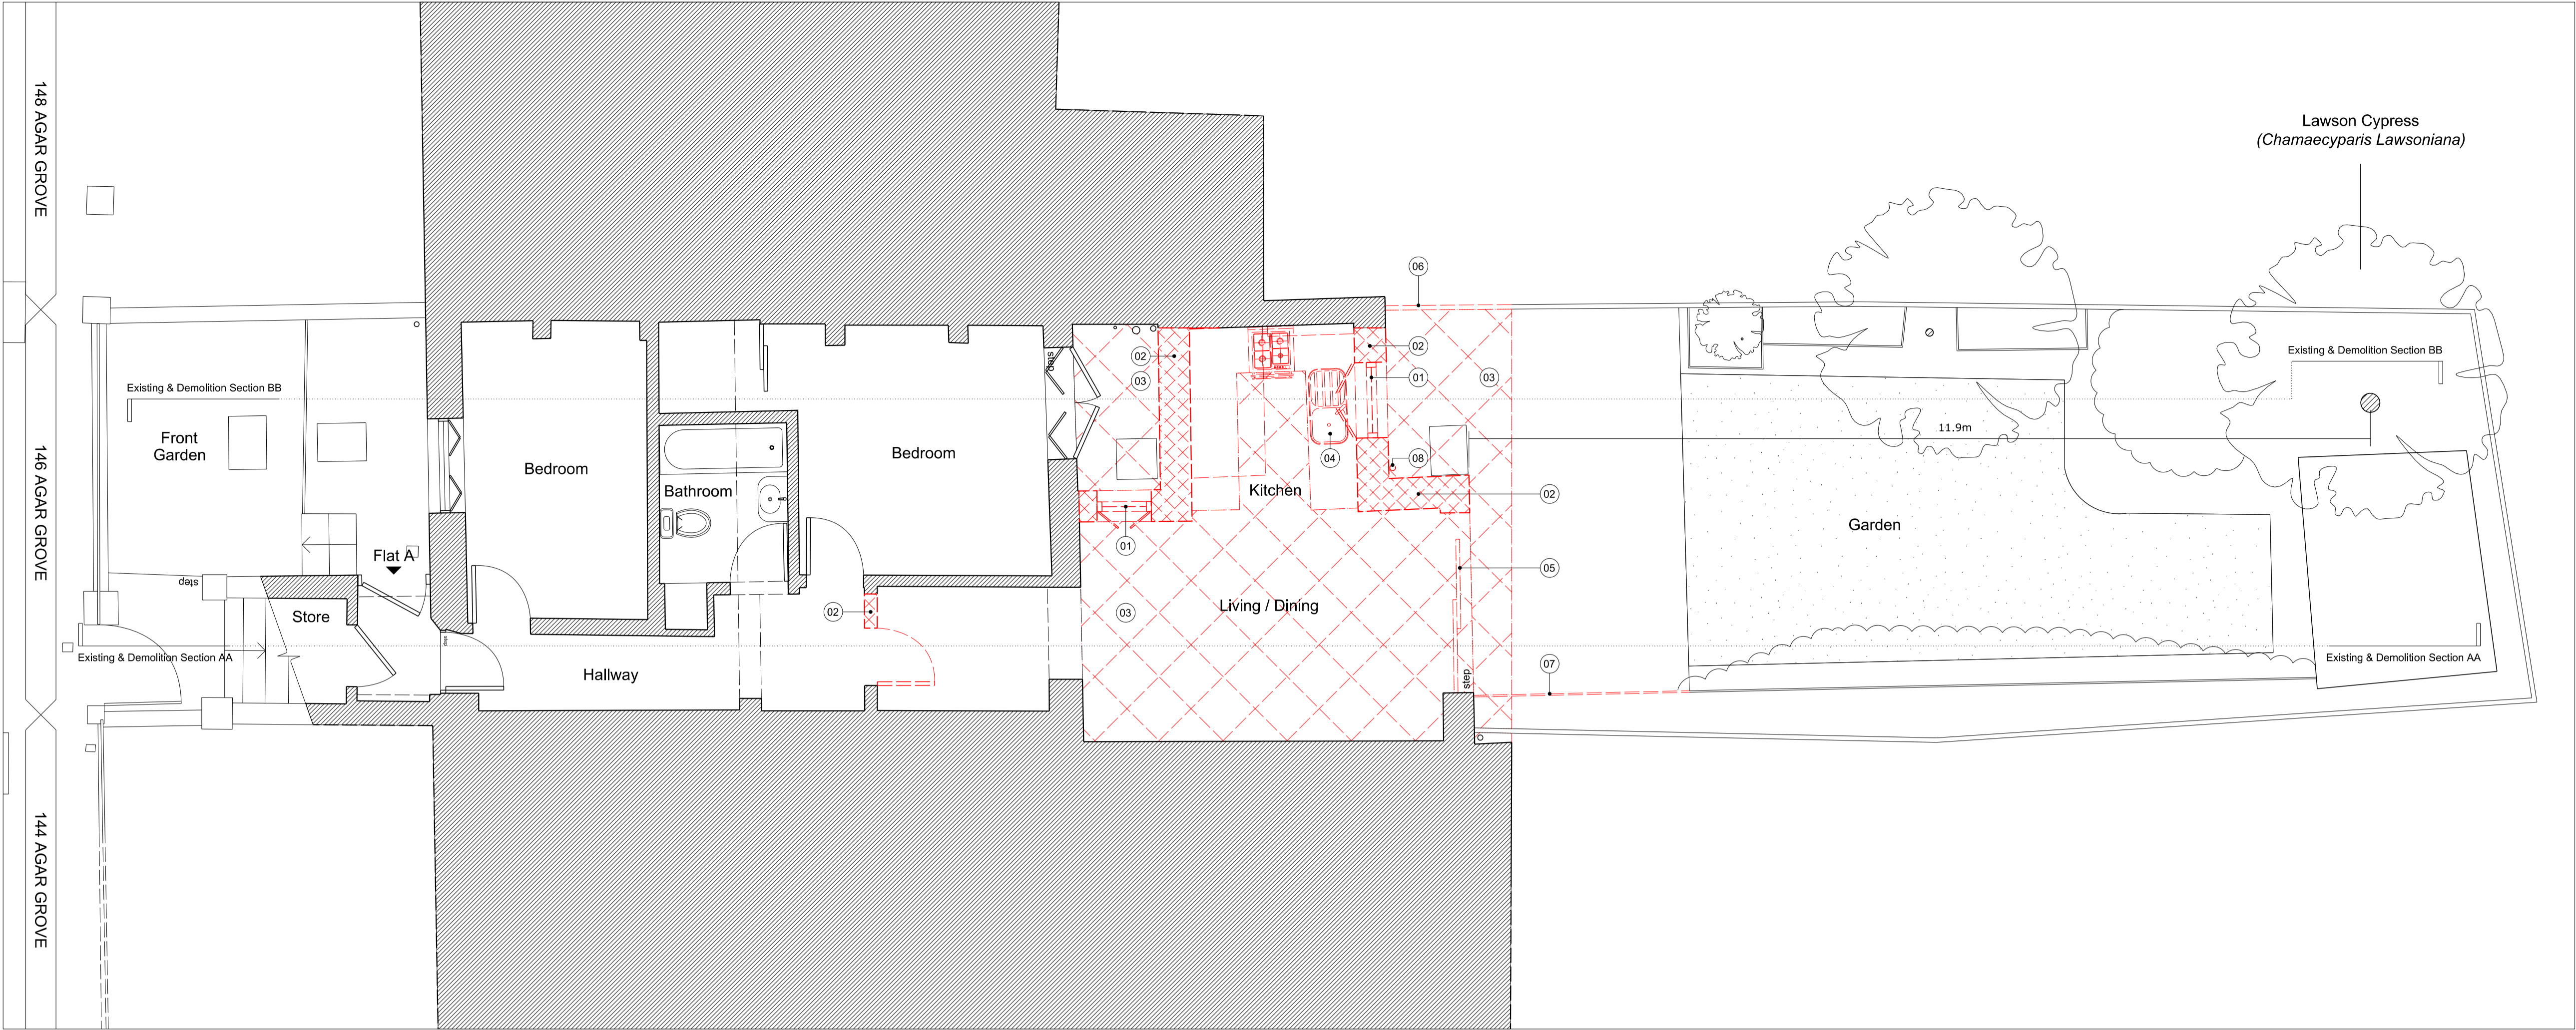 148 AGAR GROVE
146 AGAR GROVE
144 AGAR GROVE
Lawson Cypress
(Chamaecyparis Lawsoniana)
Existing & Demolition Section BB
Front
Garden
step
Store
Flat A
Existing & Demolition Section AA
step
Bedroom
Bathroom
Hallway
Bedroom
step
02
02
03
01
03
Kitchen
04
Living / Dining
06
02
01
03
08
02
05
step
07
11.9m
Garden
Existing & Demolition Section BB
Existing & Demolition Section AA